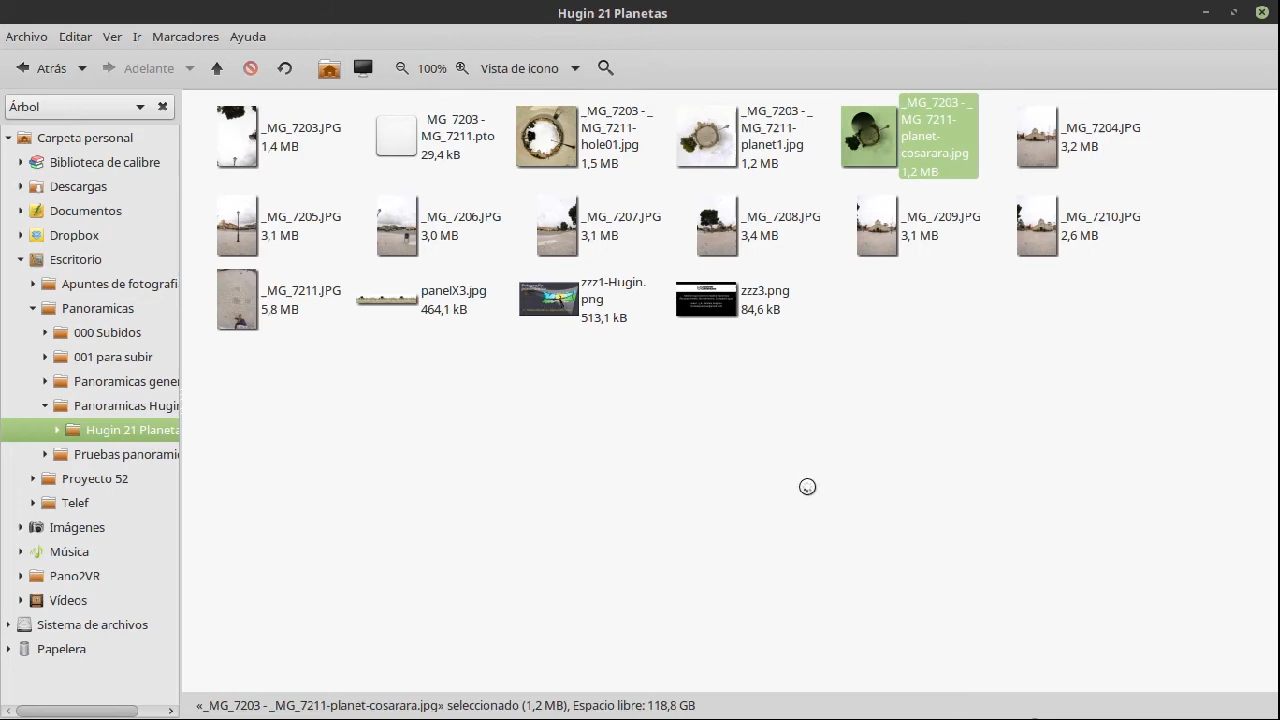 Hugin 21 Planetas
Archivo Editar Ver Ir Marcadores Ayuda
Atrás Adelante 100% Vista de icono
Árbol
Carpeta personal
Biblioteca de calibre
Descargas
Documentos
Dropbox
Escritorio
Apuntes de fotografi
Panoramicas
000 Subidos
001 para subir
Panoramicas gener
Panoramicas Hugin
Hugin 21 Planeta
Pruebas panorami
Proyecto 52
Telef
Imágenes
Música
Pano2VR
Vídeos
Sistema de archivos
Papelera
_MG_7203.JPG
1,4 MB
_MG_7203 -
_MG_7211.pto
29,4 kB
_MG_7203 - _
MG_7211-
hole01.jpg
1,5 MB
_MG_7203 - _
MG_7211-
planet1.jpg
1,2 MB
_MG_7203 - _
MG_7211-
planet-
cosarara.jpg
1,2 MB
_MG_7204.JPG
3,2 MB
_MG_7205.JPG
3,1 MB
_MG_7206.JPG
3,0 MB
_MG_7207.JPG
3,1 MB
_MG_7208.JPG
3,4 MB
_MG_7209.JPG
3,1 MB
_MG_7210.JPG
2,6 MB
_MG_7211.JPG
5,8 MB
panelX3.jpg
464,1 kB
zzz1-Hugin.
png
513,1 kB
zzz3.png
84,6 kB
«_MG_7203 - _MG_7211-planet-cosarara.jpg» seleccionado (1,2 MB), Espacio libre: 118,8 GB